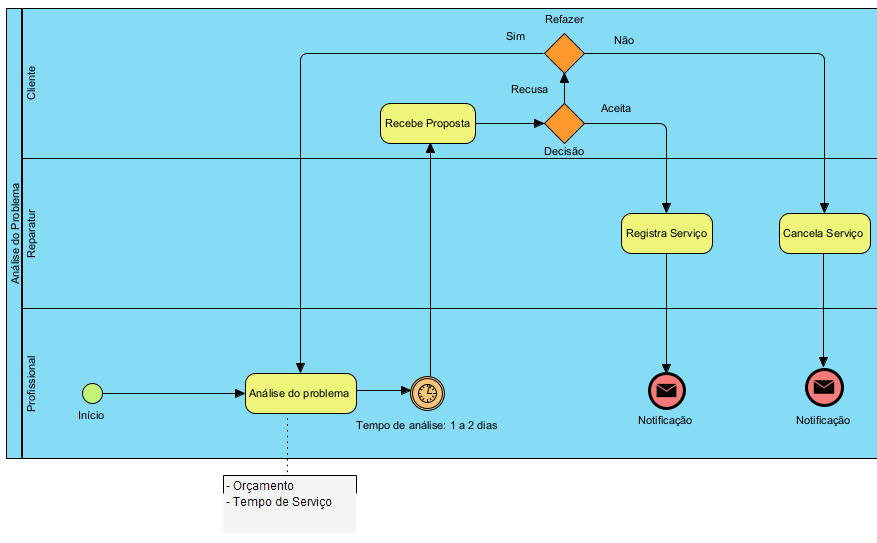 Análise do Problema
Cliente
Refazer
Sim
Não
Recusa
Aceita
Recebe Proposta
Decisão
Reparatur
Registra Serviço
Cancela Serviço
Profissional
Início
Análise do problema
Tempo de análise: 1 a 2 dias
Notificação
Notificação
- Orçamento
- Tempo de Serviço